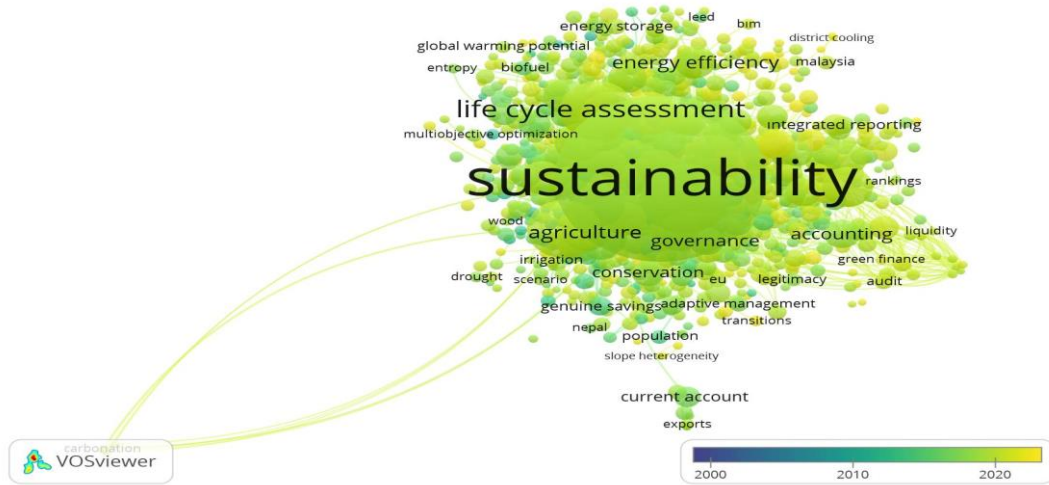 leed
energy storage
bim
district cooling
global warming potential
energy efficiency
malaysia
entropy
biofuel
life cycle assessment
integrated reporting
multiobjective optimization
sustainability
rankings
wood
agriculture
governance
accounting
liquidity
irrigation
green finance
drought
scenario
conservation
eu
legitimacy
audit
genuine savings
adaptive management
transitions
nepal
population
slope heterogeneity
current account
exports
carbonation
VOSviewer
2000
2010
2020